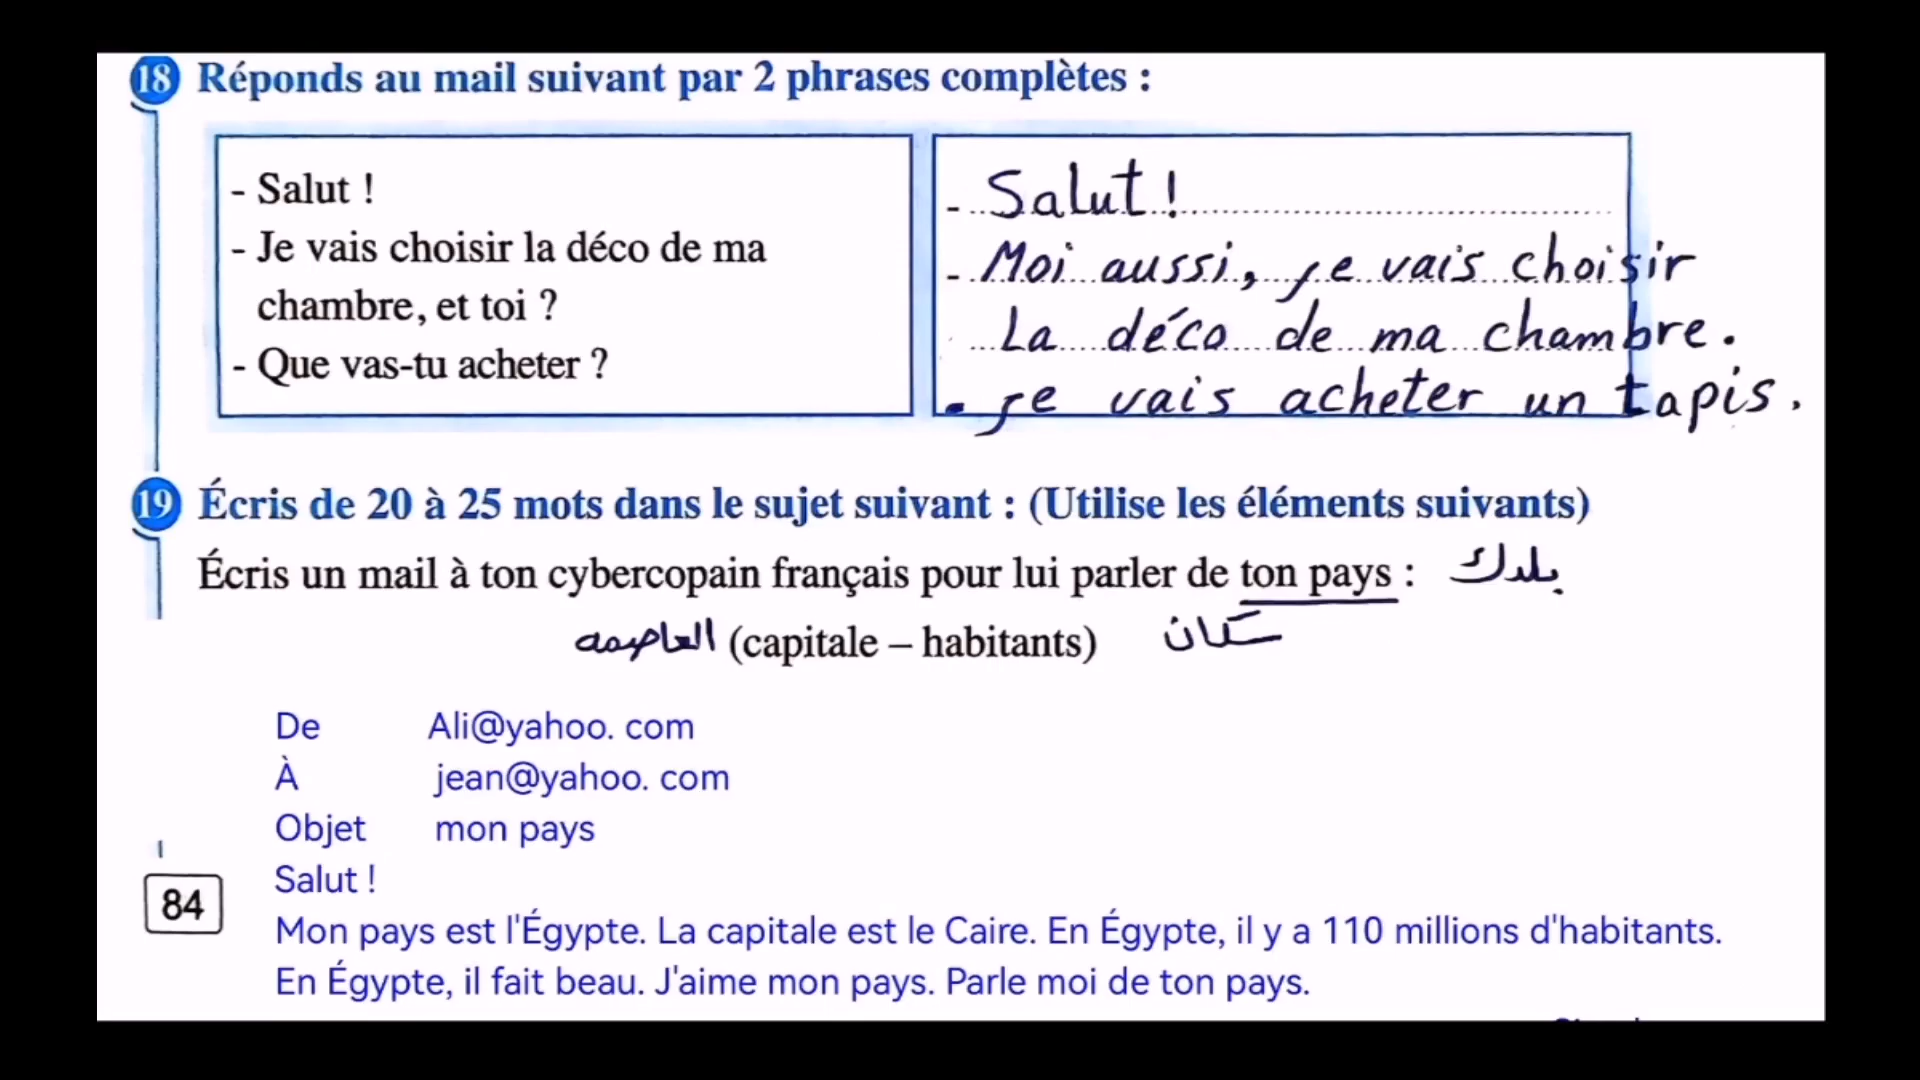 18 Réponds au mail suivant par 2 phrases complètes :
- Salut !
- Je vais choisir la déco de ma
chambre, et toi ?
- Que vas-tu acheter ?
- Salut !
- Moi aussi, je vais choisir
La déco de ma chambre.
- je vais acheter un tapis.
19 Écris de 20 à 25 mots dans le sujet suivant : (Utilise les éléments suivants)
Écris un mail à ton cybercopain français pour lui parler de ton pays : بلدك
العاصمه (capitale – habitants) سكان
De Ali@yahoo. com
À jean@yahoo. com
Objet mon pays
Salut !
84
Mon pays est l'Égypte. La capitale est le Caire. En Égypte, il y a 110 millions d'habitants.
En Égypte, il fait beau. J'aime mon pays. Parle moi de ton pays.